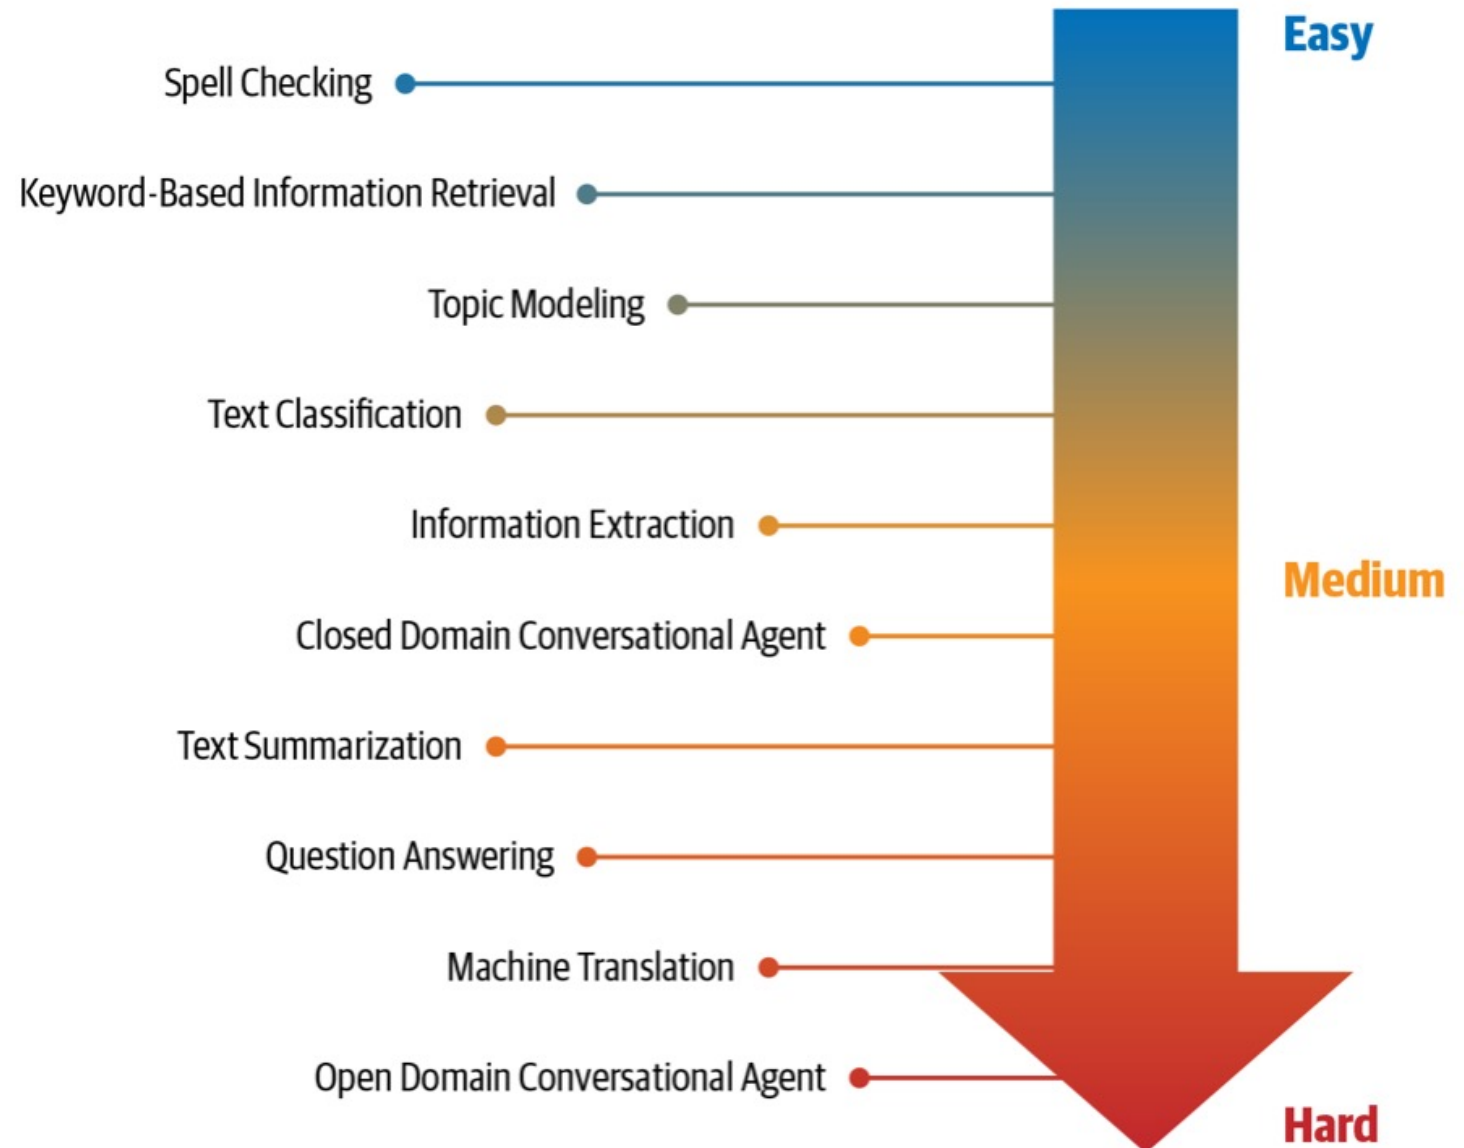 Easy
Spell Checking
Keyword-Based Information Retrieval
Topic Modeling
Text Classification
Information Extraction
Medium
Closed Domain Conversational Agent
Text Summarization
Question Answering
Machine Translation
Open Domain Conversational Agent
Hard